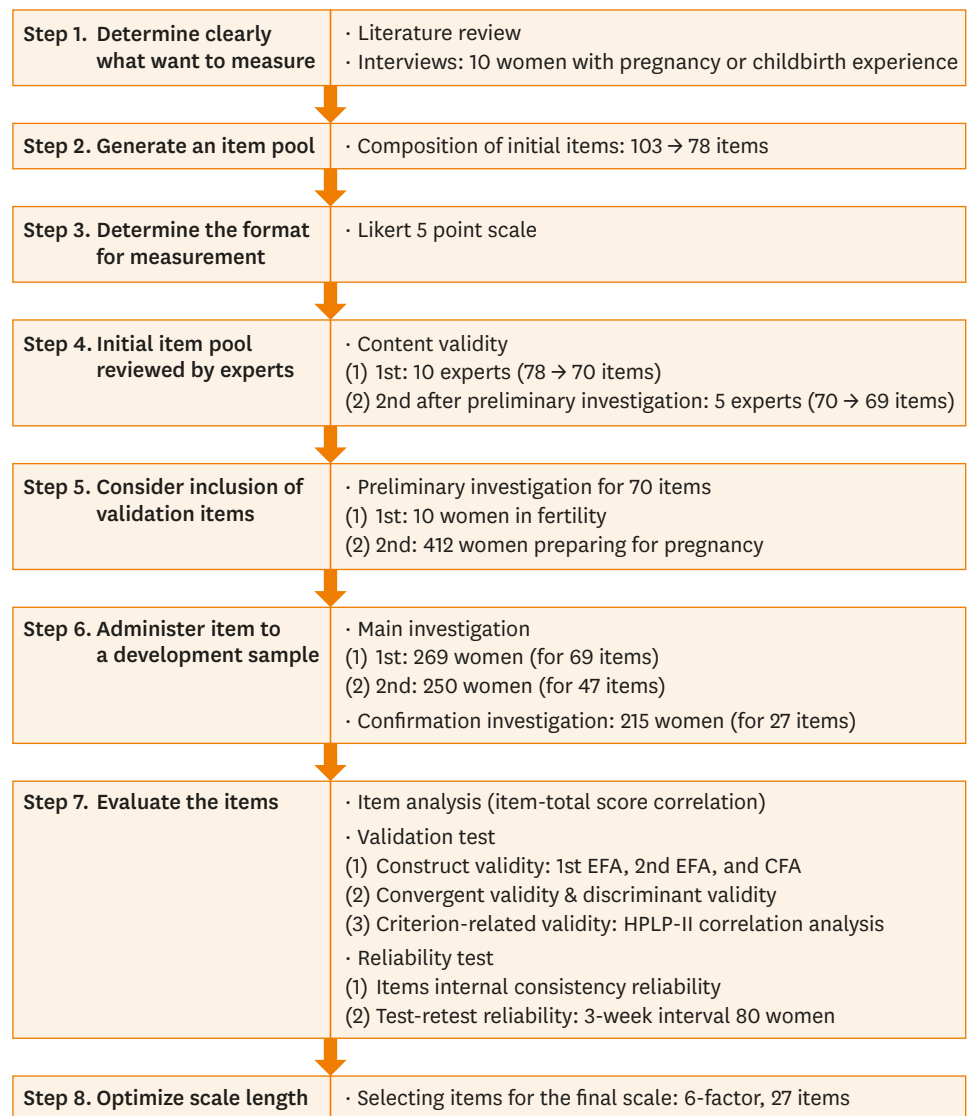 Step 1. Determine clearly
what want to measure
· Literature review
· Interviews: 10 women with pregnancy or childbirth experience
Step 2. Generate an item pool
· Composition of initial items: 103 → 78 items
Step 3. Determine the format
for measurement
· Likert 5 point scale
Step 4. Initial item pool
reviewed by experts
· Content validity
(1) 1st: 10 experts (78 → 70 items)
(2) 2nd after preliminary investigation: 5 experts (70 → 69 items)
Step 5. Consider inclusion of
validation items
· Preliminary investigation for 70 items
(1) 1st: 10 women in fertility
(2) 2nd: 412 women preparing for pregnancy
Step 6. Administer item to
a development sample
· Main investigation
(1) 1st: 269 women (for 69 items)
(2) 2nd: 250 women (for 47 items)
· Confirmation investigation: 215 women (for 27 items)
Step 7. Evaluate the items
· Item analysis (item-total score correlation)
· Validation test
(1) Construct validity: 1st EFA, 2nd EFA, and CFA
(2) Convergent validity & discriminant validity
(3) Criterion-related validity: HPLP-II correlation analysis
· Reliability test
(1) Items internal consistency reliability
(2) Test-retest reliability: 3-week interval 80 women
Step 8. Optimize scale length
· Selecting items for the final scale: 6-factor, 27 items